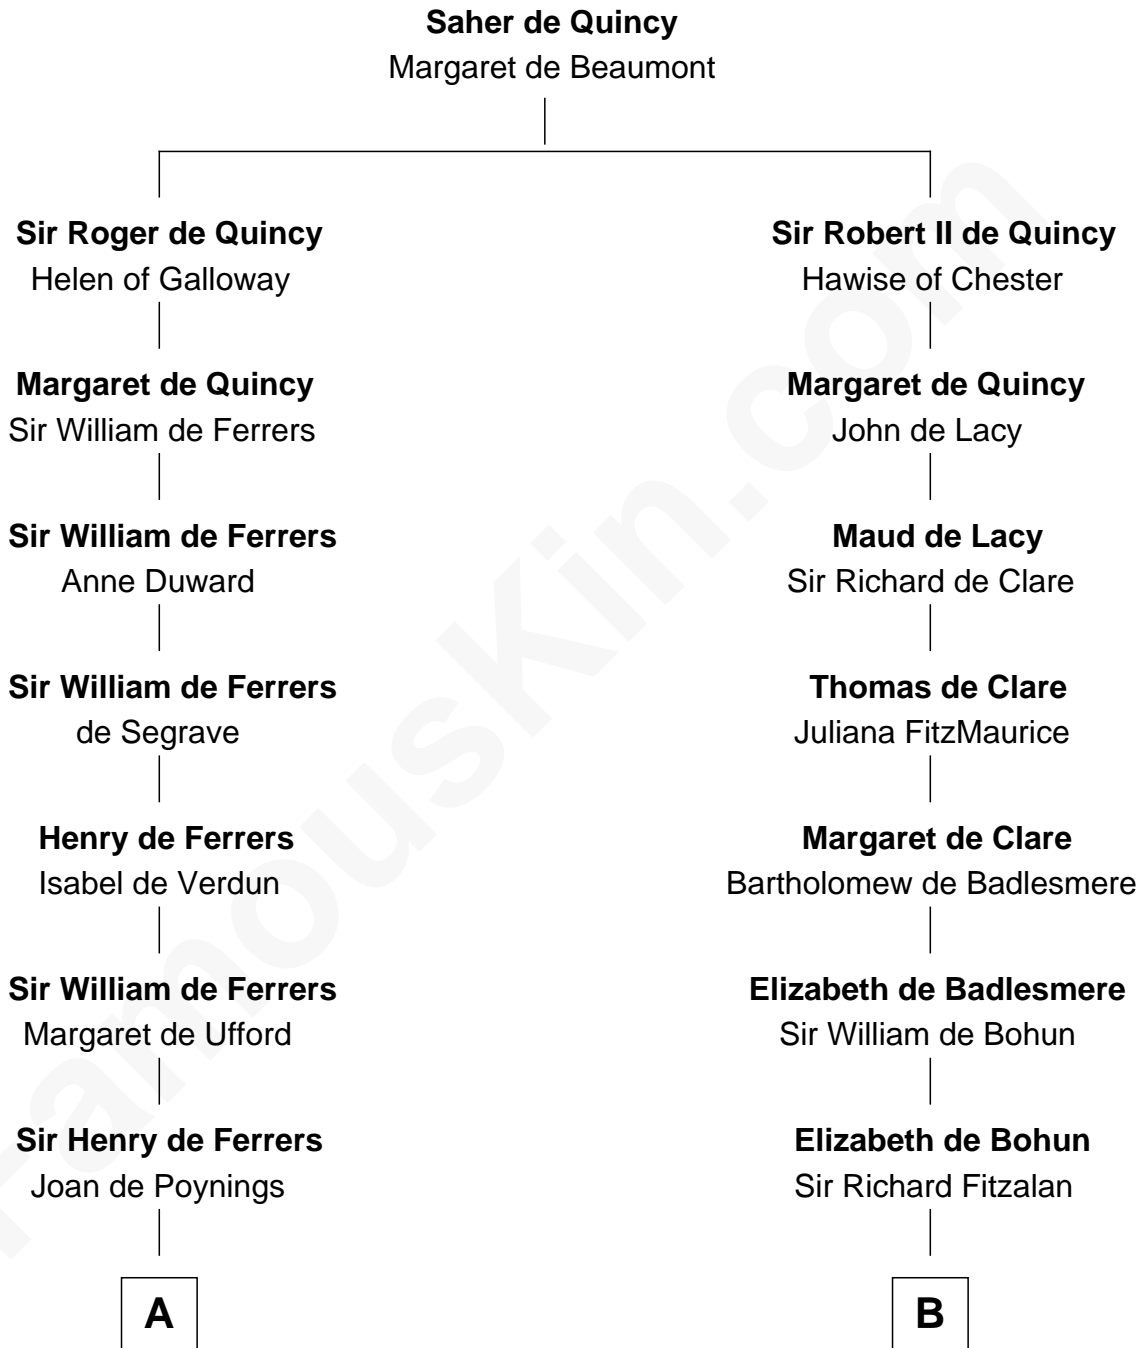 Saher de Quincy
Margaret de Beaumont
Sir Roger de Quincy
Helen of Galloway
Margaret de Quincy
Sir William de Ferrers
Sir William de Ferrers
Anne Duward
Sir William de Ferrers
de Segrave
Henry de Ferrers
Isabel de Verdun
Sir William de Ferrers
Margaret de Ufford
Sir Henry de Ferrers
Joan de Poynings
A
Sir Robert II de Quincy
Hawise of Chester
Margaret de Quincy
John de Lacy
Maud de Lacy
Sir Richard de Clare
Thomas de Clare
Juliana FitzMaurice
Margaret de Clare
Bartholomew de Badlesmere
Elizabeth de Badlesmere
Sir William de Bohun
Elizabeth de Bohun
Sir Richard Fitzalan
B
FamousKin.com